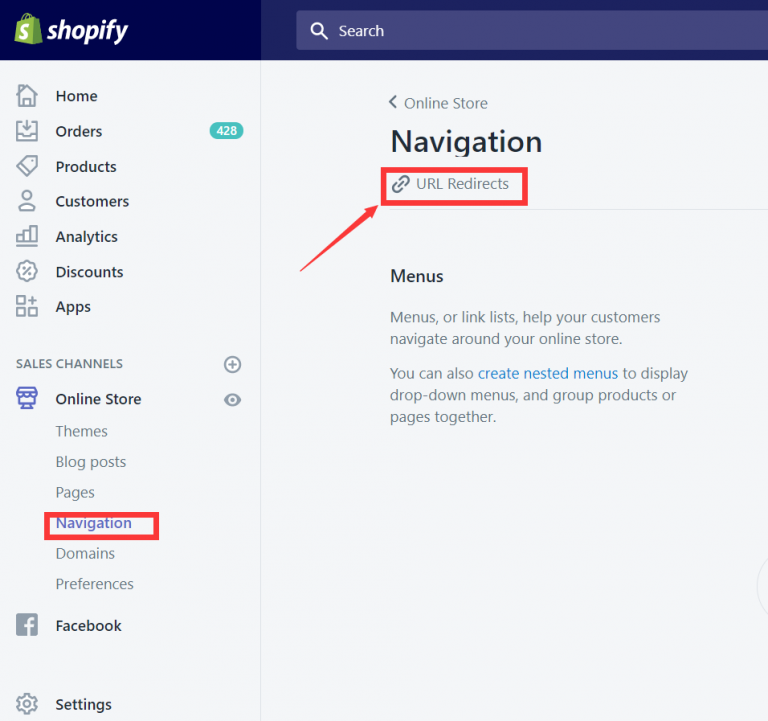 shopify
Search
Home
Orders
428
Products
Customers
Analytics
Discounts
Apps
SALES CHANNELS
Online Store
Themes
Blog posts
Pages
Navigation
Domains
Preferences
Facebook
Settings
Online Store
Navigation
URL Redirects
Menus
Menus, or link lists, help your customers
navigate around your online store.
You can also create nested menus to display
drop-down menus, and group products or
pages together.